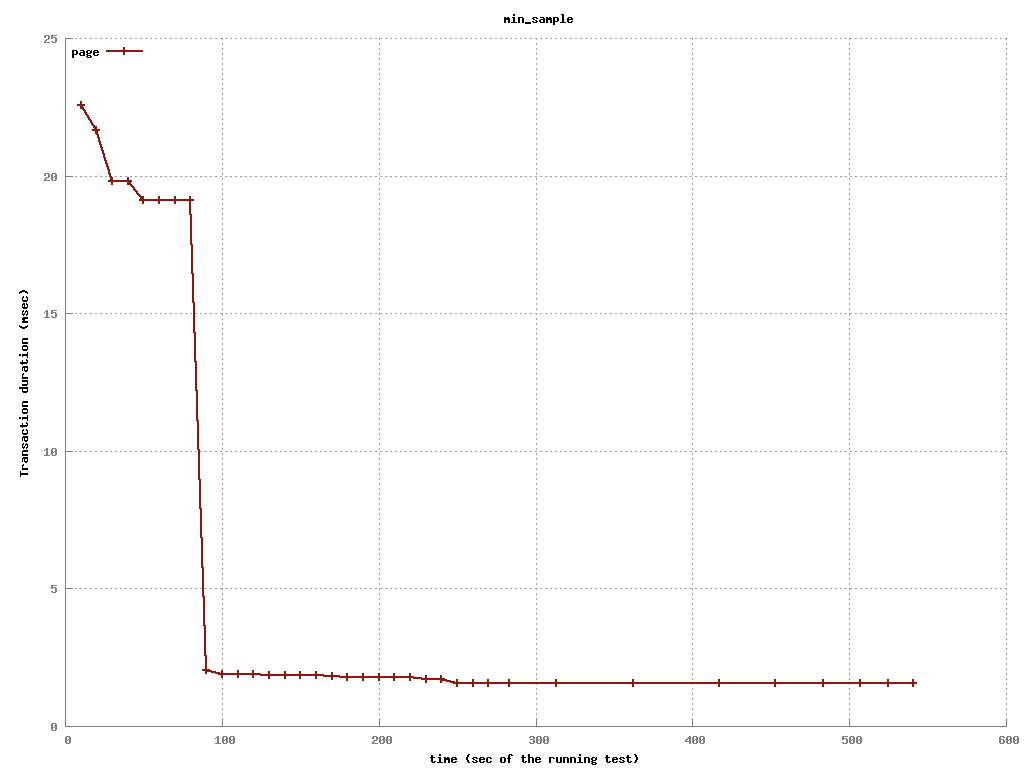 min_sample
25
page
20
15
10
5
0
Transaction duration (msec)
0 100 200 300 400 500 600
time (sec of the running test)